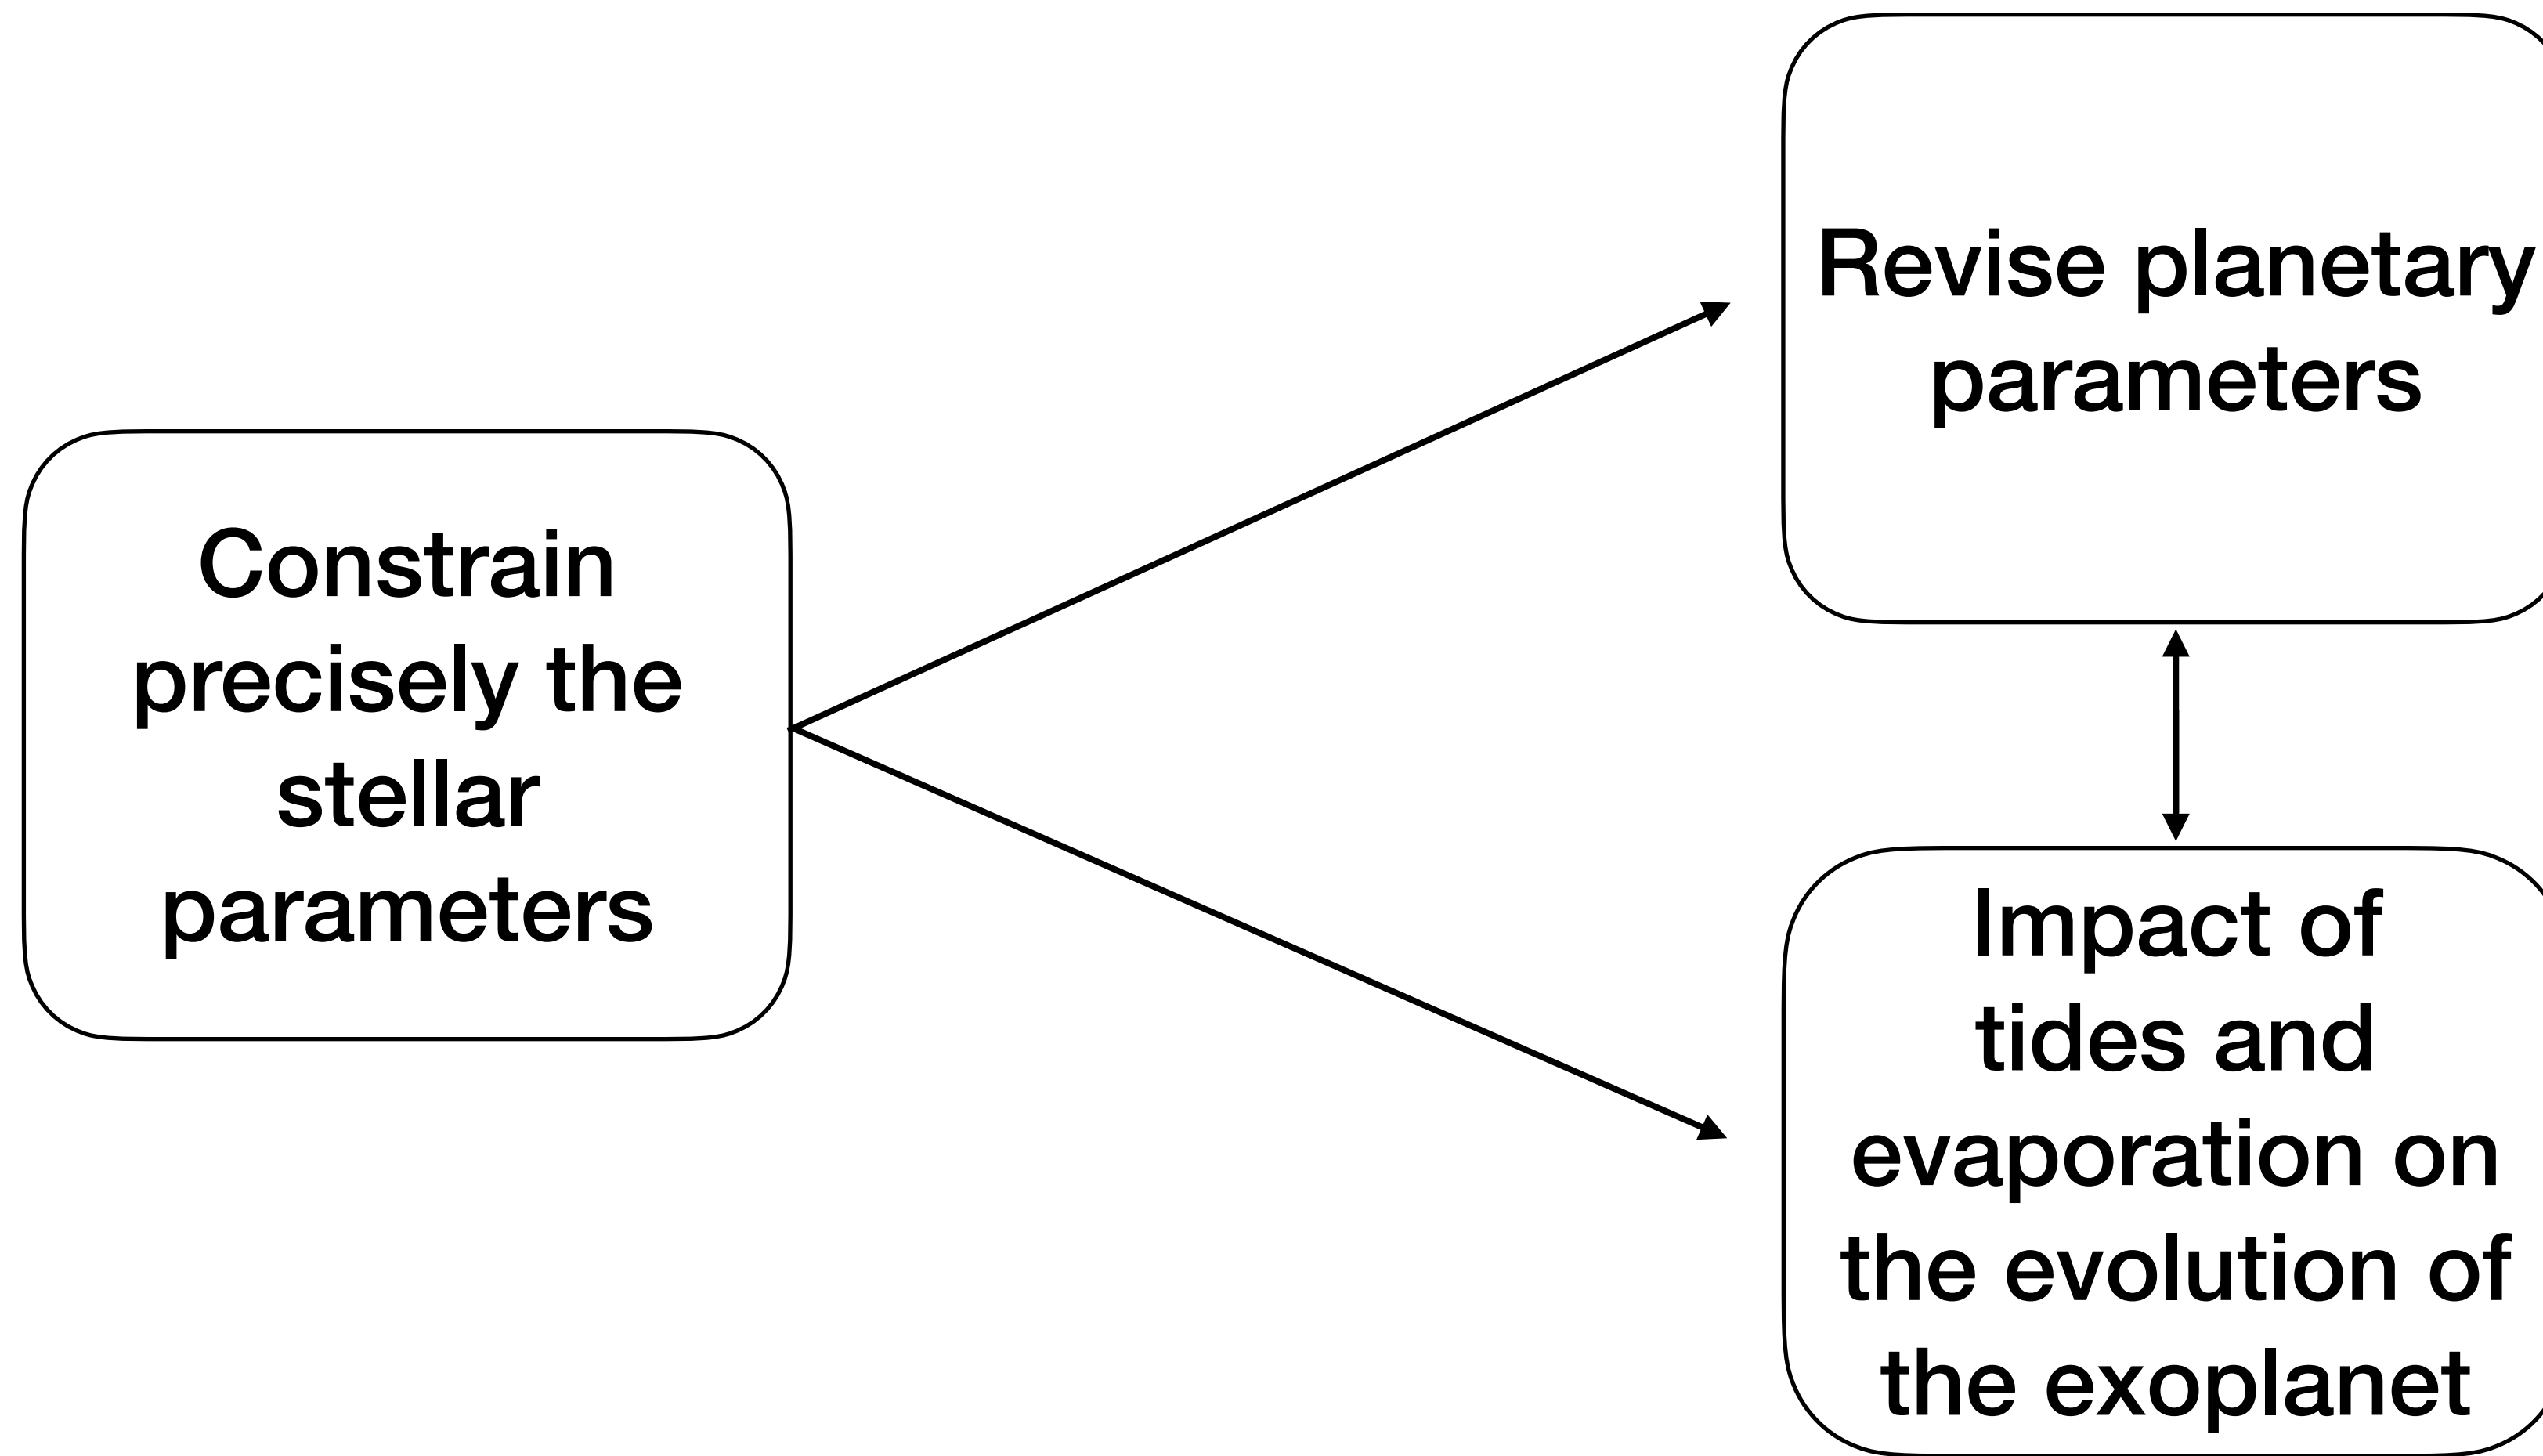 Constrain
precisely the
stellar
parameters
Revise planetary
parameters
Impact of
tides and
evaporation on
the evolution of
the exoplanet